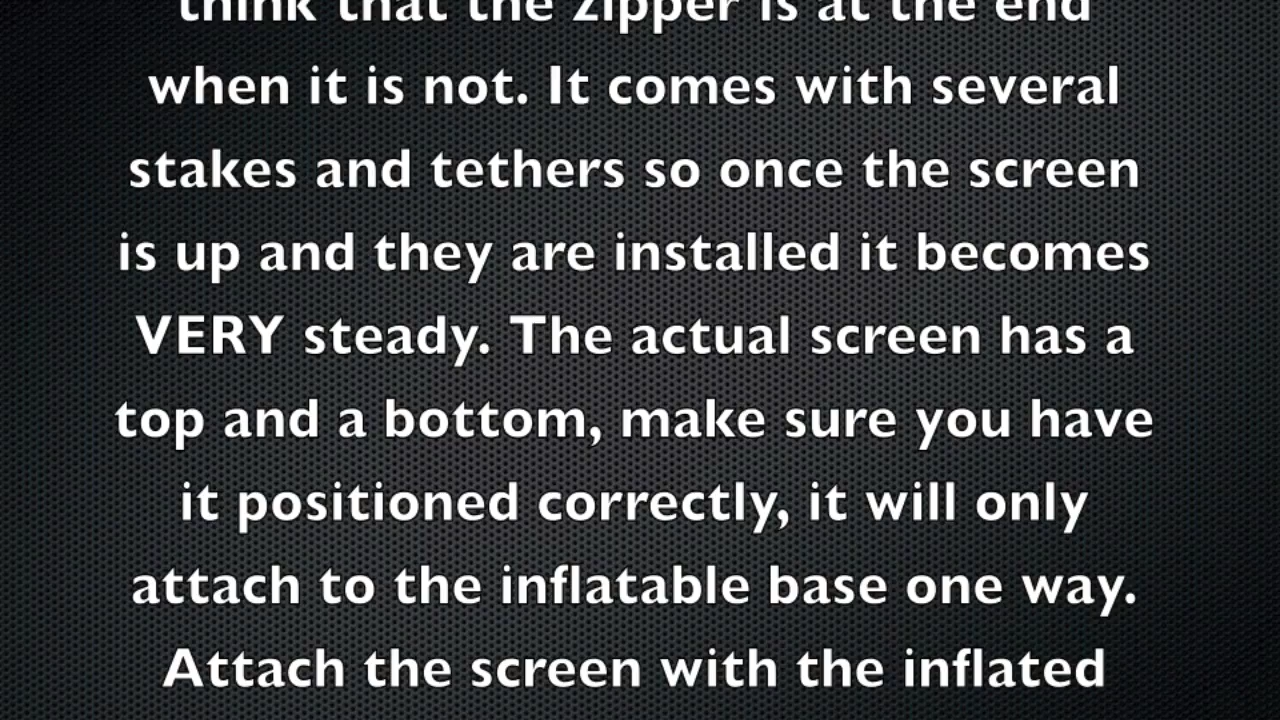 think that the zipper is at the end
when it is not. It comes with several
stakes and tethers so once the screen
is up and they are installed it becomes
VERY steady. The actual screen has a
top and a bottom, make sure you have
it positioned correctly, it will only
attach to the inflatable base one way.
Attach the screen with the inflated